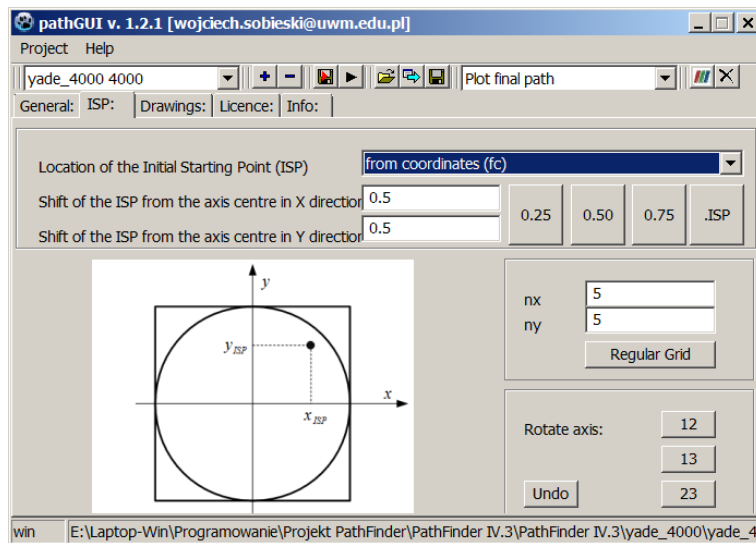 pathGUI v. 1.2.1 [wojciech.sobieski@uwm.edu.pl]
Project Help
yade_4000 4000
Plot final path
General: ISP: Drawings: Licence: Info:
Location of the Initial Starting Point (ISP)
from coordinates (fc)
Shift of the ISP from the axis centre in X direction
0.5
Shift of the ISP from the axis centre in Y direction
0.5
0.25 0.50 0.75 .ISP
y
y ISP
x
x ISP
nx 5
ny 5
Regular Grid
Rotate axis: 12
13
Undo 23
win E:\Laptop-Win\Programowanie\Projekt PathFinder\PathFinder IV.3\PathFinder IV.3\yade_4000\yade_4